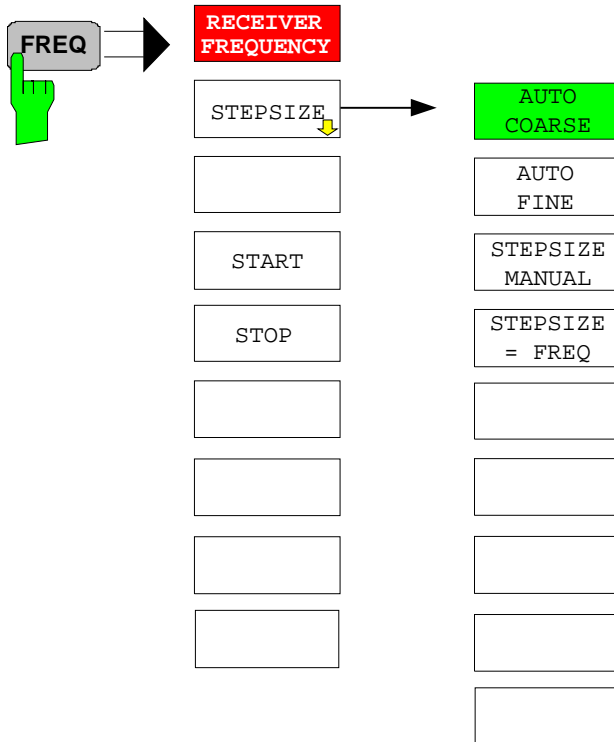 FREQ
RECEIVER
FREQUENCY
STEPSIZE
START
STOP
AUTO
COARSE
AUTO
FINE
STEPSIZE
MANUAL
STEPSIZE
= FREQ